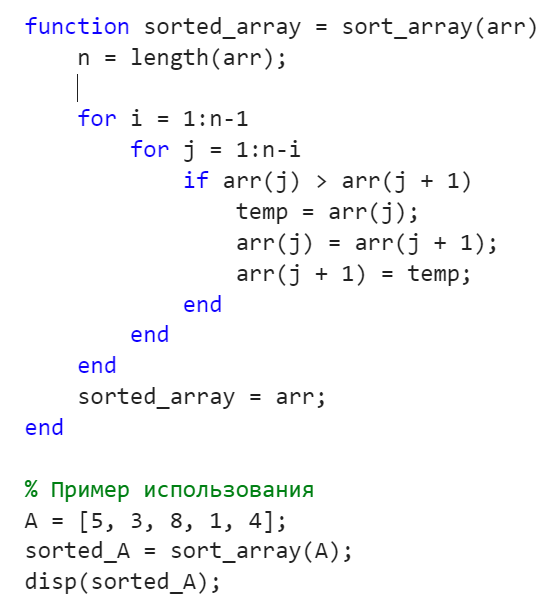 function sorted_array = sort_array(arr)
    n = length(arr);

    for i = 1:n-1
        for j = 1:n-i
            if arr(j) > arr(j + 1)
                temp = arr(j);
                arr(j) = arr(j + 1);
                arr(j + 1) = temp;
            end
        end
    end
    sorted_array = arr;
end

% Пример использования
A = [5, 3, 8, 1, 4];
sorted_A = sort_array(A);
disp(sorted_A);